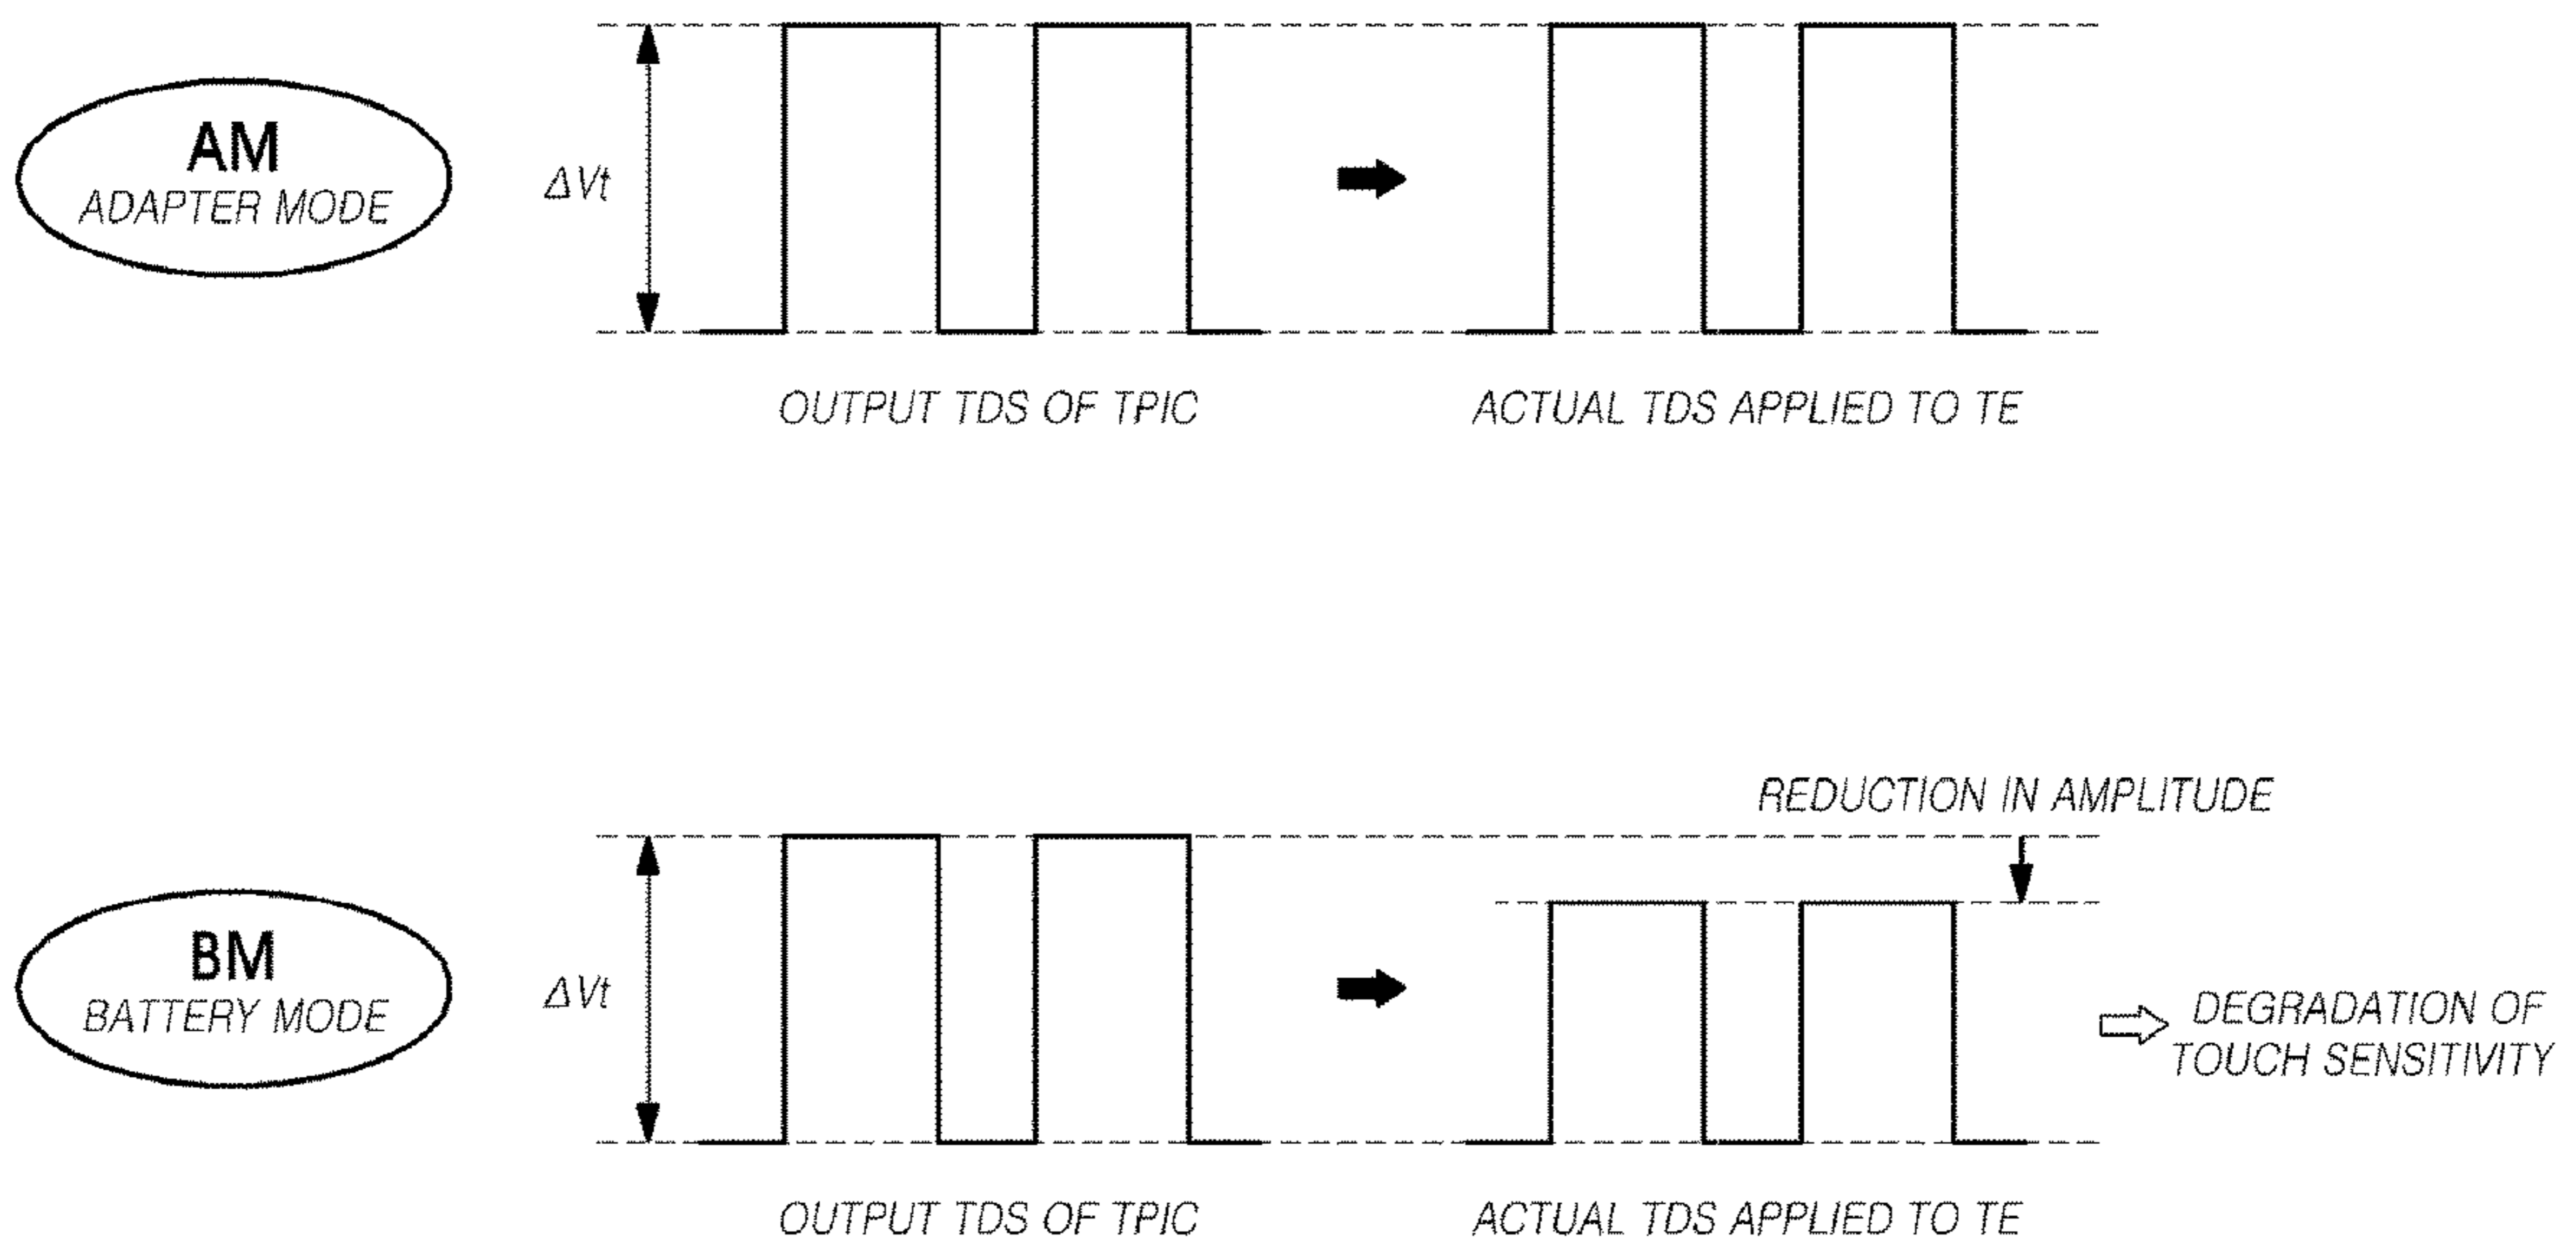 AM
ADAPTER MODE
ΔVt
OUTPUT TDS OF TPIC
ACTUAL TDS APPLIED TO TE
REDUCTION IN AMPLITUDE
BM
BATTERY MODE
ΔVt
DEGRADATION OF
TOUCH SENSITIVITY
OUTPUT TDS OF TPIC
ACTUAL TDS APPLIED TO TE